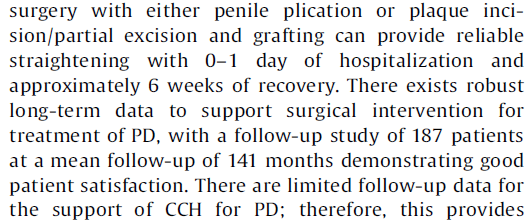 surgery with either penile plication or plaque inci-
sion/partial excision and grafting can provide reliable
straightening with 0–1 day of hospitalization and
approximately 6 weeks of recovery. There exists robust
long-term data to support surgical intervention for
treatment of PD, with a follow-up study of 187 patients
at a mean follow-up of 141 months demonstrating good
patient satisfaction. There are limited follow-up data for
the support of CCH for PD; therefore, this provides